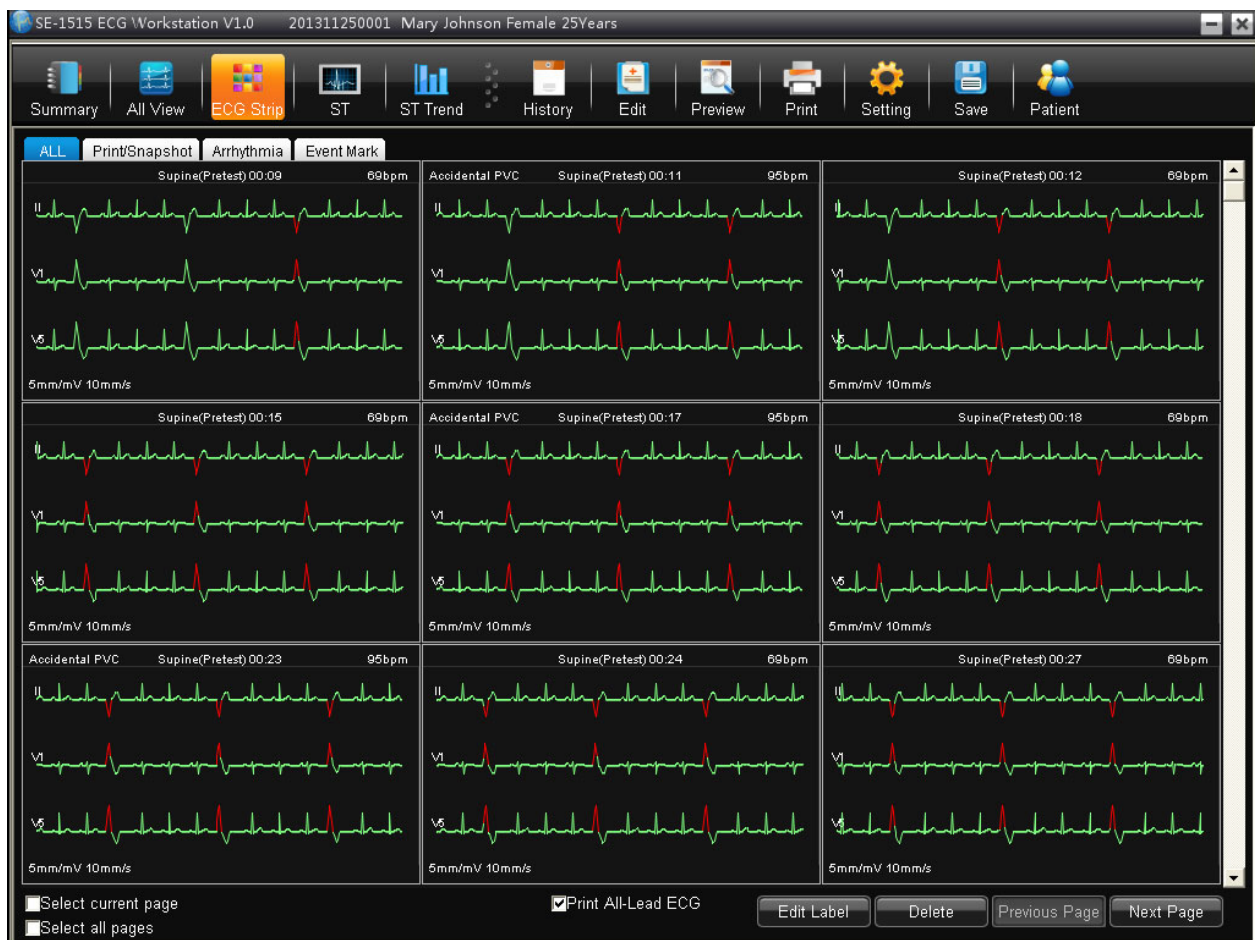 SE-1515 ECG Workstation V1.0 201311250001 Mary Johnson Female 25Years
Summary All View ECG Strip ST ST Trend History Edit Preview Print Setting Save Patient
ALL Print/Snapshot Arrhythmia Event Mark
Supine(Pretest) 00:09 69bpm
II
V1
V5
5mm/mV 10mm/s
Accidental PVC Supine(Pretest) 00:11 95bpm
II
V1
V5
5mm/mV 10mm/s
Supine(Pretest) 00:12 69bpm
II
V1
V5
5mm/mV 10mm/s
Supine(Pretest) 00:15 69bpm
II
V1
V5
5mm/mV 10mm/s
Accidental PVC Supine(Pretest) 00:17 95bpm
II
V1
V5
5mm/mV 10mm/s
Supine(Pretest) 00:18 69bpm
II
V1
V5
5mm/mV 10mm/s
Accidental PVC Supine(Pretest) 00:23 95bpm
II
V1
V5
5mm/mV 10mm/s
Supine(Pretest) 00:24 69bpm
II
V1
V5
5mm/mV 10mm/s
Supine(Pretest) 00:27 69bpm
II
V1
V5
5mm/mV 10mm/s
Select current page Print All-Lead ECG Edit Label Delete Previous Page Next Page
Select all pages